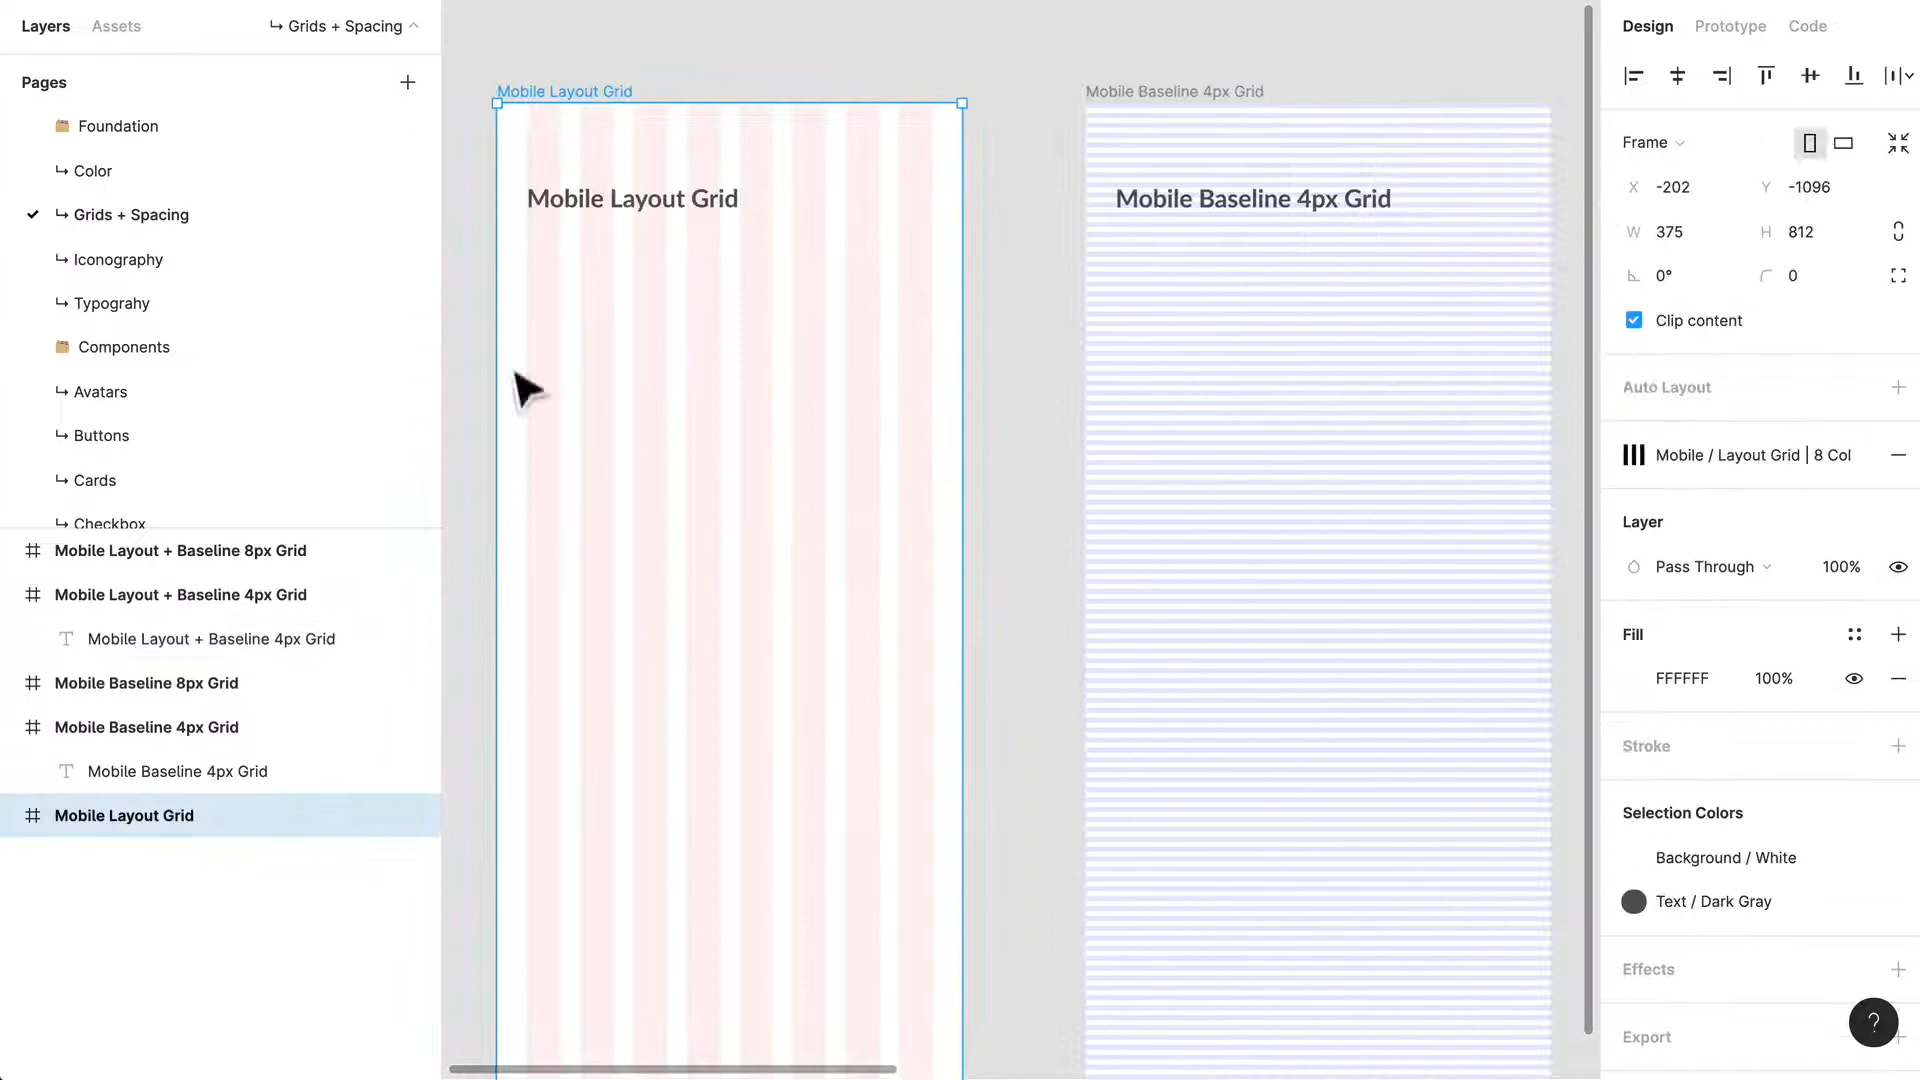 Layers Assets ↳ Grids + Spacing
Pages
Foundation
↳ Color
↳ Grids + Spacing
↳ Iconography
↳ Typograhy
Components
↳ Avatars
↳ Buttons
↳ Cards
↳ Checkbox
Mobile Layout + Baseline 8px Grid
Mobile Layout + Baseline 4px Grid
Mobile Layout + Baseline 4px Grid
Mobile Baseline 8px Grid
Mobile Baseline 4px Grid
Mobile Baseline 4px Grid
Mobile Layout Grid
Mobile Layout Grid
Mobile Layout Grid
Mobile Baseline 4px Grid
Mobile Baseline 4px Grid
Design Prototype Code
Frame
X -202 Y -1096
W 375 H 812
0° 0
Clip content
Auto Layout
Mobile / Layout Grid | 8 Col
Layer
Pass Through 100%
Fill
FFFFFF 100%
Stroke
Selection Colors
Background / White
Text / Dark Gray
Effects
Export
?